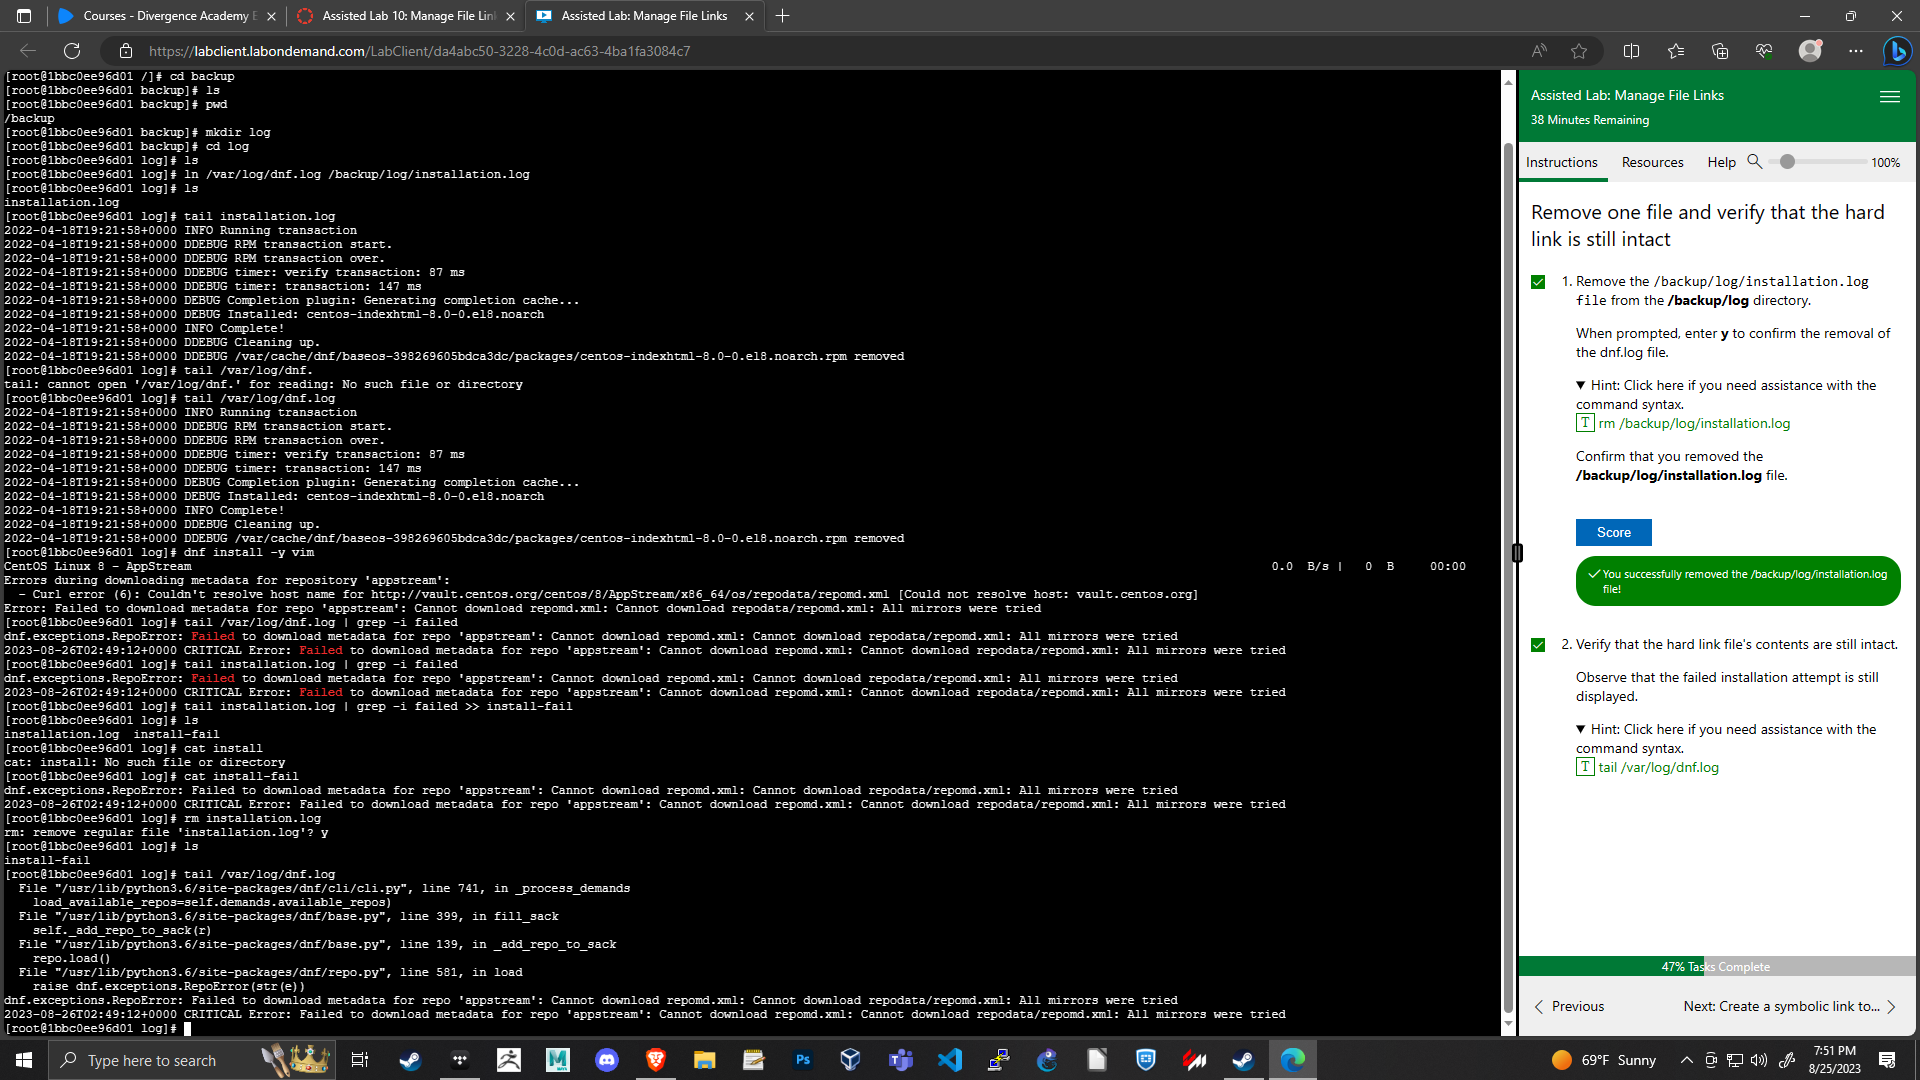 Courses - Divergence Academy E
Assisted Lab 10: Manage File Lin
Assisted Lab: Manage File Links
https://labclient.labondemand.com/LabClient/da4abc50-3228-4c0d-ac63-4ba1fa3084c7
[root@1bbc0ee96d01 /]# cd backup
[root@1bbc0ee96d01 backup]# ls
[root@1bbc0ee96d01 backup]# pwd
/backup
[root@1bbc0ee96d01 backup]# mkdir log
[root@1bbc0ee96d01 backup]# cd log
[root@1bbc0ee96d01 log]# ls
[root@1bbc0ee96d01 log]# ln /var/log/dnf.log /backup/log/installation.log
[root@1bbc0ee96d01 log]# ls
installation.log
[root@1bbc0ee96d01 log]# tail installation.log
2022-04-18T19:21:58+0000 INFO Running transaction
2022-04-18T19:21:58+0000 DDEBUG RPM transaction start.
2022-04-18T19:21:58+0000 DDEBUG RPM transaction over.
2022-04-18T19:21:58+0000 DDEBUG timer: verify transaction: 87 ms
2022-04-18T19:21:58+0000 DDEBUG timer: transaction: 147 ms
2022-04-18T19:21:58+0000 DEBUG Completion plugin: Generating completion cache...
2022-04-18T19:21:58+0000 DEBUG Installed: centos-indexhtml-8.0-0.el8.noarch
2022-04-18T19:21:58+0000 INFO Complete!
2022-04-18T19:21:58+0000 DDEBUG Cleaning up.
2022-04-18T19:21:58+0000 DDEBUG /var/cache/dnf/baseos-398269605bdca3dc/packages/centos-indexhtml-8.0-0.el8.noarch.rpm removed
[root@1bbc0ee96d01 log]# tail /var/log/dnf.
tail: cannot open '/var/log/dnf.' for reading: No such file or directory
[root@1bbc0ee96d01 log]# tail /var/log/dnf.log
2022-04-18T19:21:58+0000 INFO Running transaction
2022-04-18T19:21:58+0000 DDEBUG RPM transaction start.
2022-04-18T19:21:58+0000 DDEBUG RPM transaction over.
2022-04-18T19:21:58+0000 DDEBUG timer: verify transaction: 87 ms
2022-04-18T19:21:58+0000 DDEBUG timer: transaction: 147 ms
2022-04-18T19:21:58+0000 DEBUG Completion plugin: Generating completion cache...
2022-04-18T19:21:58+0000 DEBUG Installed: centos-indexhtml-8.0-0.el8.noarch
2022-04-18T19:21:58+0000 INFO Complete!
2022-04-18T19:21:58+0000 DDEBUG Cleaning up.
2022-04-18T19:21:58+0000 DDEBUG /var/cache/dnf/baseos-398269605bdca3dc/packages/centos-indexhtml-8.0-0.el8.noarch.rpm removed
[root@1bbc0ee96d01 log]# dnf install -y vim
CentOS Linux 8 - AppStream 0.0 B/s | 0 B 00:00
Errors during downloading metadata for repository 'appstream':
- Curl error (6): Couldn't resolve host name for http://vault.centos.org/centos/8/AppStream/x86_64/os/repodata/repomd.xml [Could not resolve host: vault.centos.org]
Error: Failed to download metadata for repo 'appstream': Cannot download repomd.xml: Cannot download repodata/repomd.xml: All mirrors were tried
[root@1bbc0ee96d01 log]# tail /var/log/dnf.log | grep -i failed
dnf.exceptions.RepoError: Failed to download metadata for repo 'appstream': Cannot download repomd.xml: Cannot download repodata/repomd.xml: All mirrors were tried
2023-08-26T02:49:12+0000 CRITICAL Error: Failed to download metadata for repo 'appstream': Cannot download repomd.xml: Cannot download repodata/repomd.xml: All mirrors were tried
[root@1bbc0ee96d01 log]# tail installation.log | grep -i failed
dnf.exceptions.RepoError: Failed to download metadata for repo 'appstream': Cannot download repomd.xml: Cannot download repodata/repomd.xml: All mirrors were tried
2023-08-26T02:49:12+0000 CRITICAL Error: Failed to download metadata for repo 'appstream': Cannot download repomd.xml: Cannot download repodata/repomd.xml: All mirrors were tried
[root@1bbc0ee96d01 log]# tail installation.log | grep -i failed >> install-fail
[root@1bbc0ee96d01 log]# ls
installation.log install-fail
[root@1bbc0ee96d01 log]# cat install
cat: install: No such file or directory
[root@1bbc0ee96d01 log]# cat install-fail
dnf.exceptions.RepoError: Failed to download metadata for repo 'appstream': Cannot download repomd.xml: Cannot download repodata/repomd.xml: All mirrors were tried
2023-08-26T02:49:12+0000 CRITICAL Error: Failed to download metadata for repo 'appstream': Cannot download repomd.xml: Cannot download repodata/repomd.xml: All mirrors were tried
[root@1bbc0ee96d01 log]# rm installation.log
rm: remove regular file 'installation.log'? y
[root@1bbc0ee96d01 log]# ls
install-fail
[root@1bbc0ee96d01 log]# tail /var/log/dnf.log
File "/usr/lib/python3.6/site-packages/dnf/cli/cli.py", line 741, in _process_demands
load_available_repos=self.demands.available_repos)
File "/usr/lib/python3.6/site-packages/dnf/base.py", line 399, in fill_sack
self._add_repo_to_sack(r)
File "/usr/lib/python3.6/site-packages/dnf/base.py", line 139, in _add_repo_to_sack
repo.load()
File "/usr/lib/python3.6/site-packages/dnf/repo.py", line 581, in load
raise dnf.exceptions.RepoError(str(e))
dnf.exceptions.RepoError: Failed to download metadata for repo 'appstream': Cannot download repomd.xml: Cannot download repodata/repomd.xml: All mirrors were tried
2023-08-26T02:49:12+0000 CRITICAL Error: Failed to download metadata for repo 'appstream': Cannot download repomd.xml: Cannot download repodata/repomd.xml: All mirrors were tried
[root@1bbc0ee96d01 log]#
Assisted Lab: Manage File Links
38 Minutes Remaining
Instructions Resources Help 100%
Remove one file and verify that the hard
link is still intact
1. Remove the /backup/log/installation.log
file from the /backup/log directory.
When prompted, enter y to confirm the removal of
the dnf.log file.
▼ Hint: Click here if you need assistance with the
command syntax.
T rm /backup/log/installation.log
Confirm that you removed the
/backup/log/installation.log file.
Score
You successfully removed the /backup/log/installation.log
file!
2. Verify that the hard link file's contents are still intact.
Observe that the failed installation attempt is still
displayed.
▼ Hint: Click here if you need assistance with the
command syntax.
T tail /var/log/dnf.log
47% Tasks Complete
Previous
Next: Create a symbolic link to...
Type here to search
Ps
69°F Sunny
7:51 PM
8/25/2023